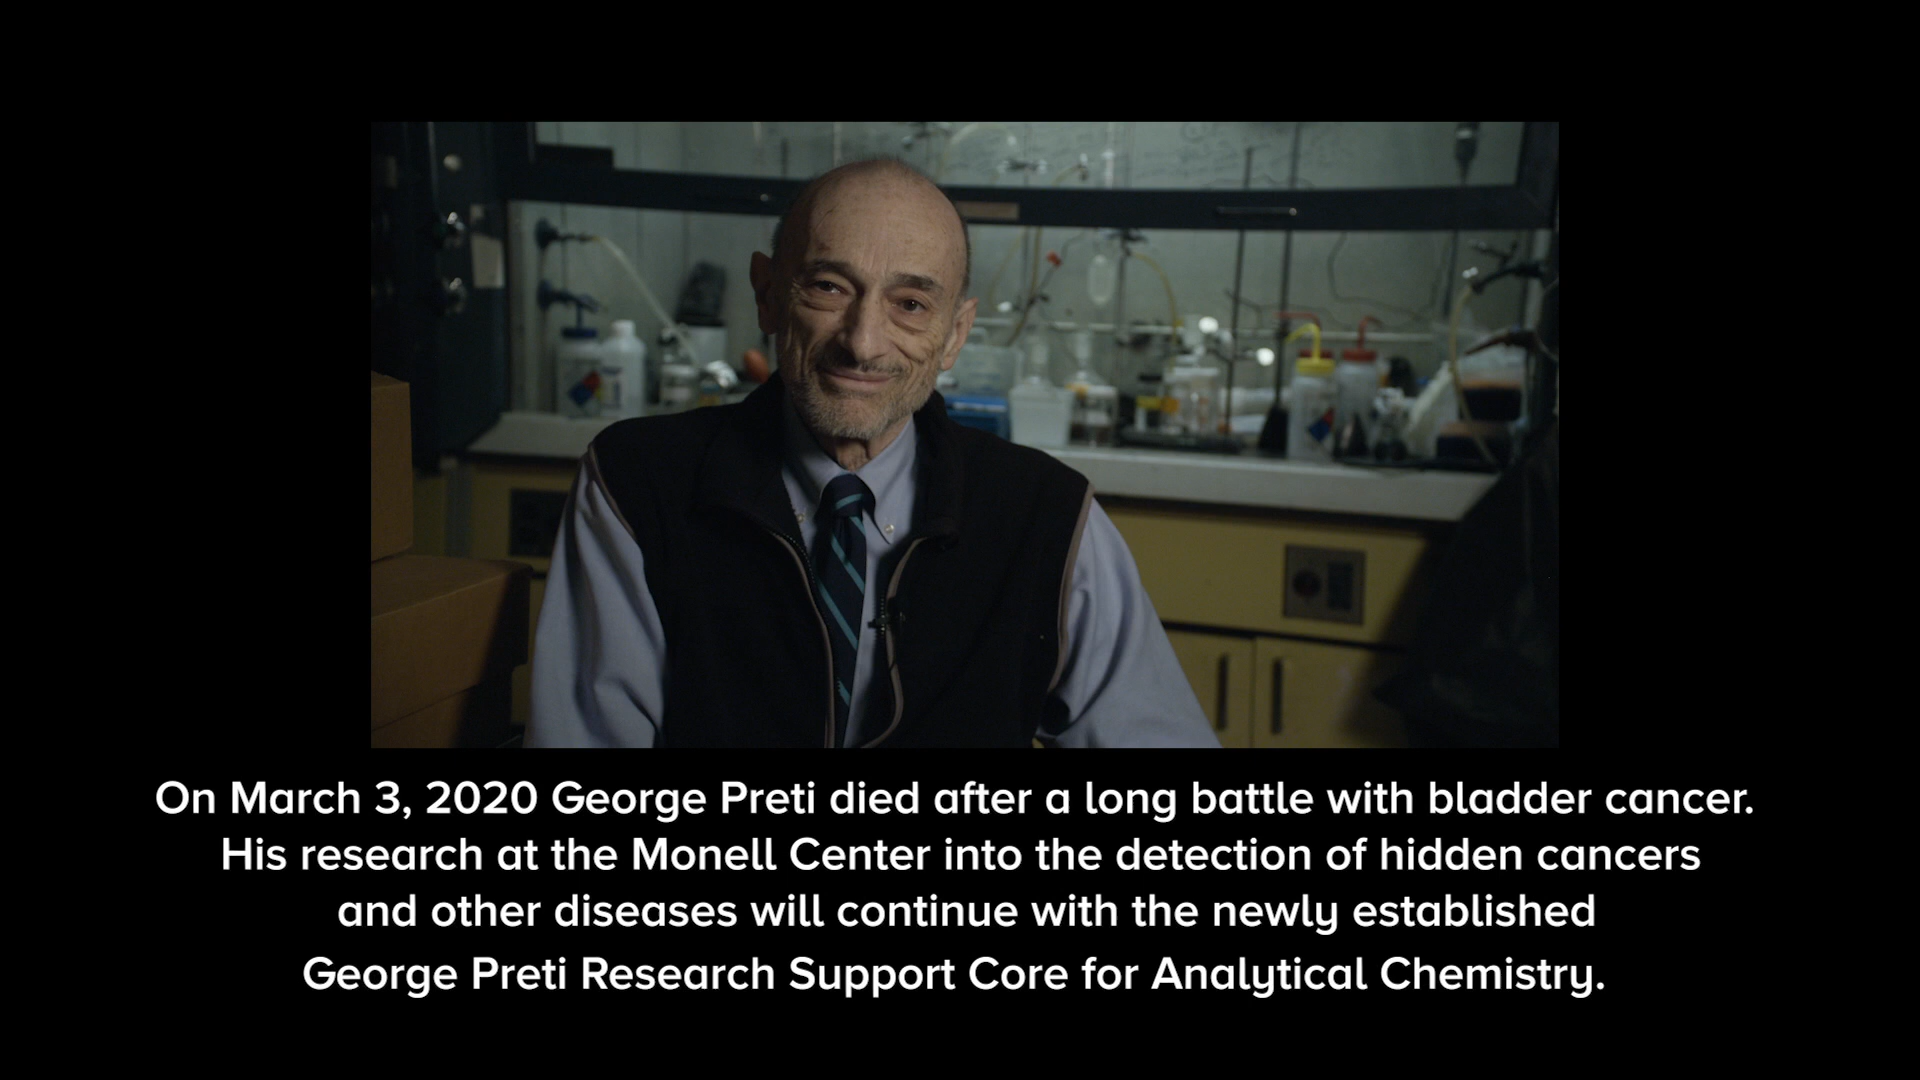 On March 3, 2020 George Preti died after a long battle with bladder cancer.
His research at the Monell Center into the detection of hidden cancers
and other diseases will continue with the newly established
George Preti Research Support Core for Analytical Chemistry.